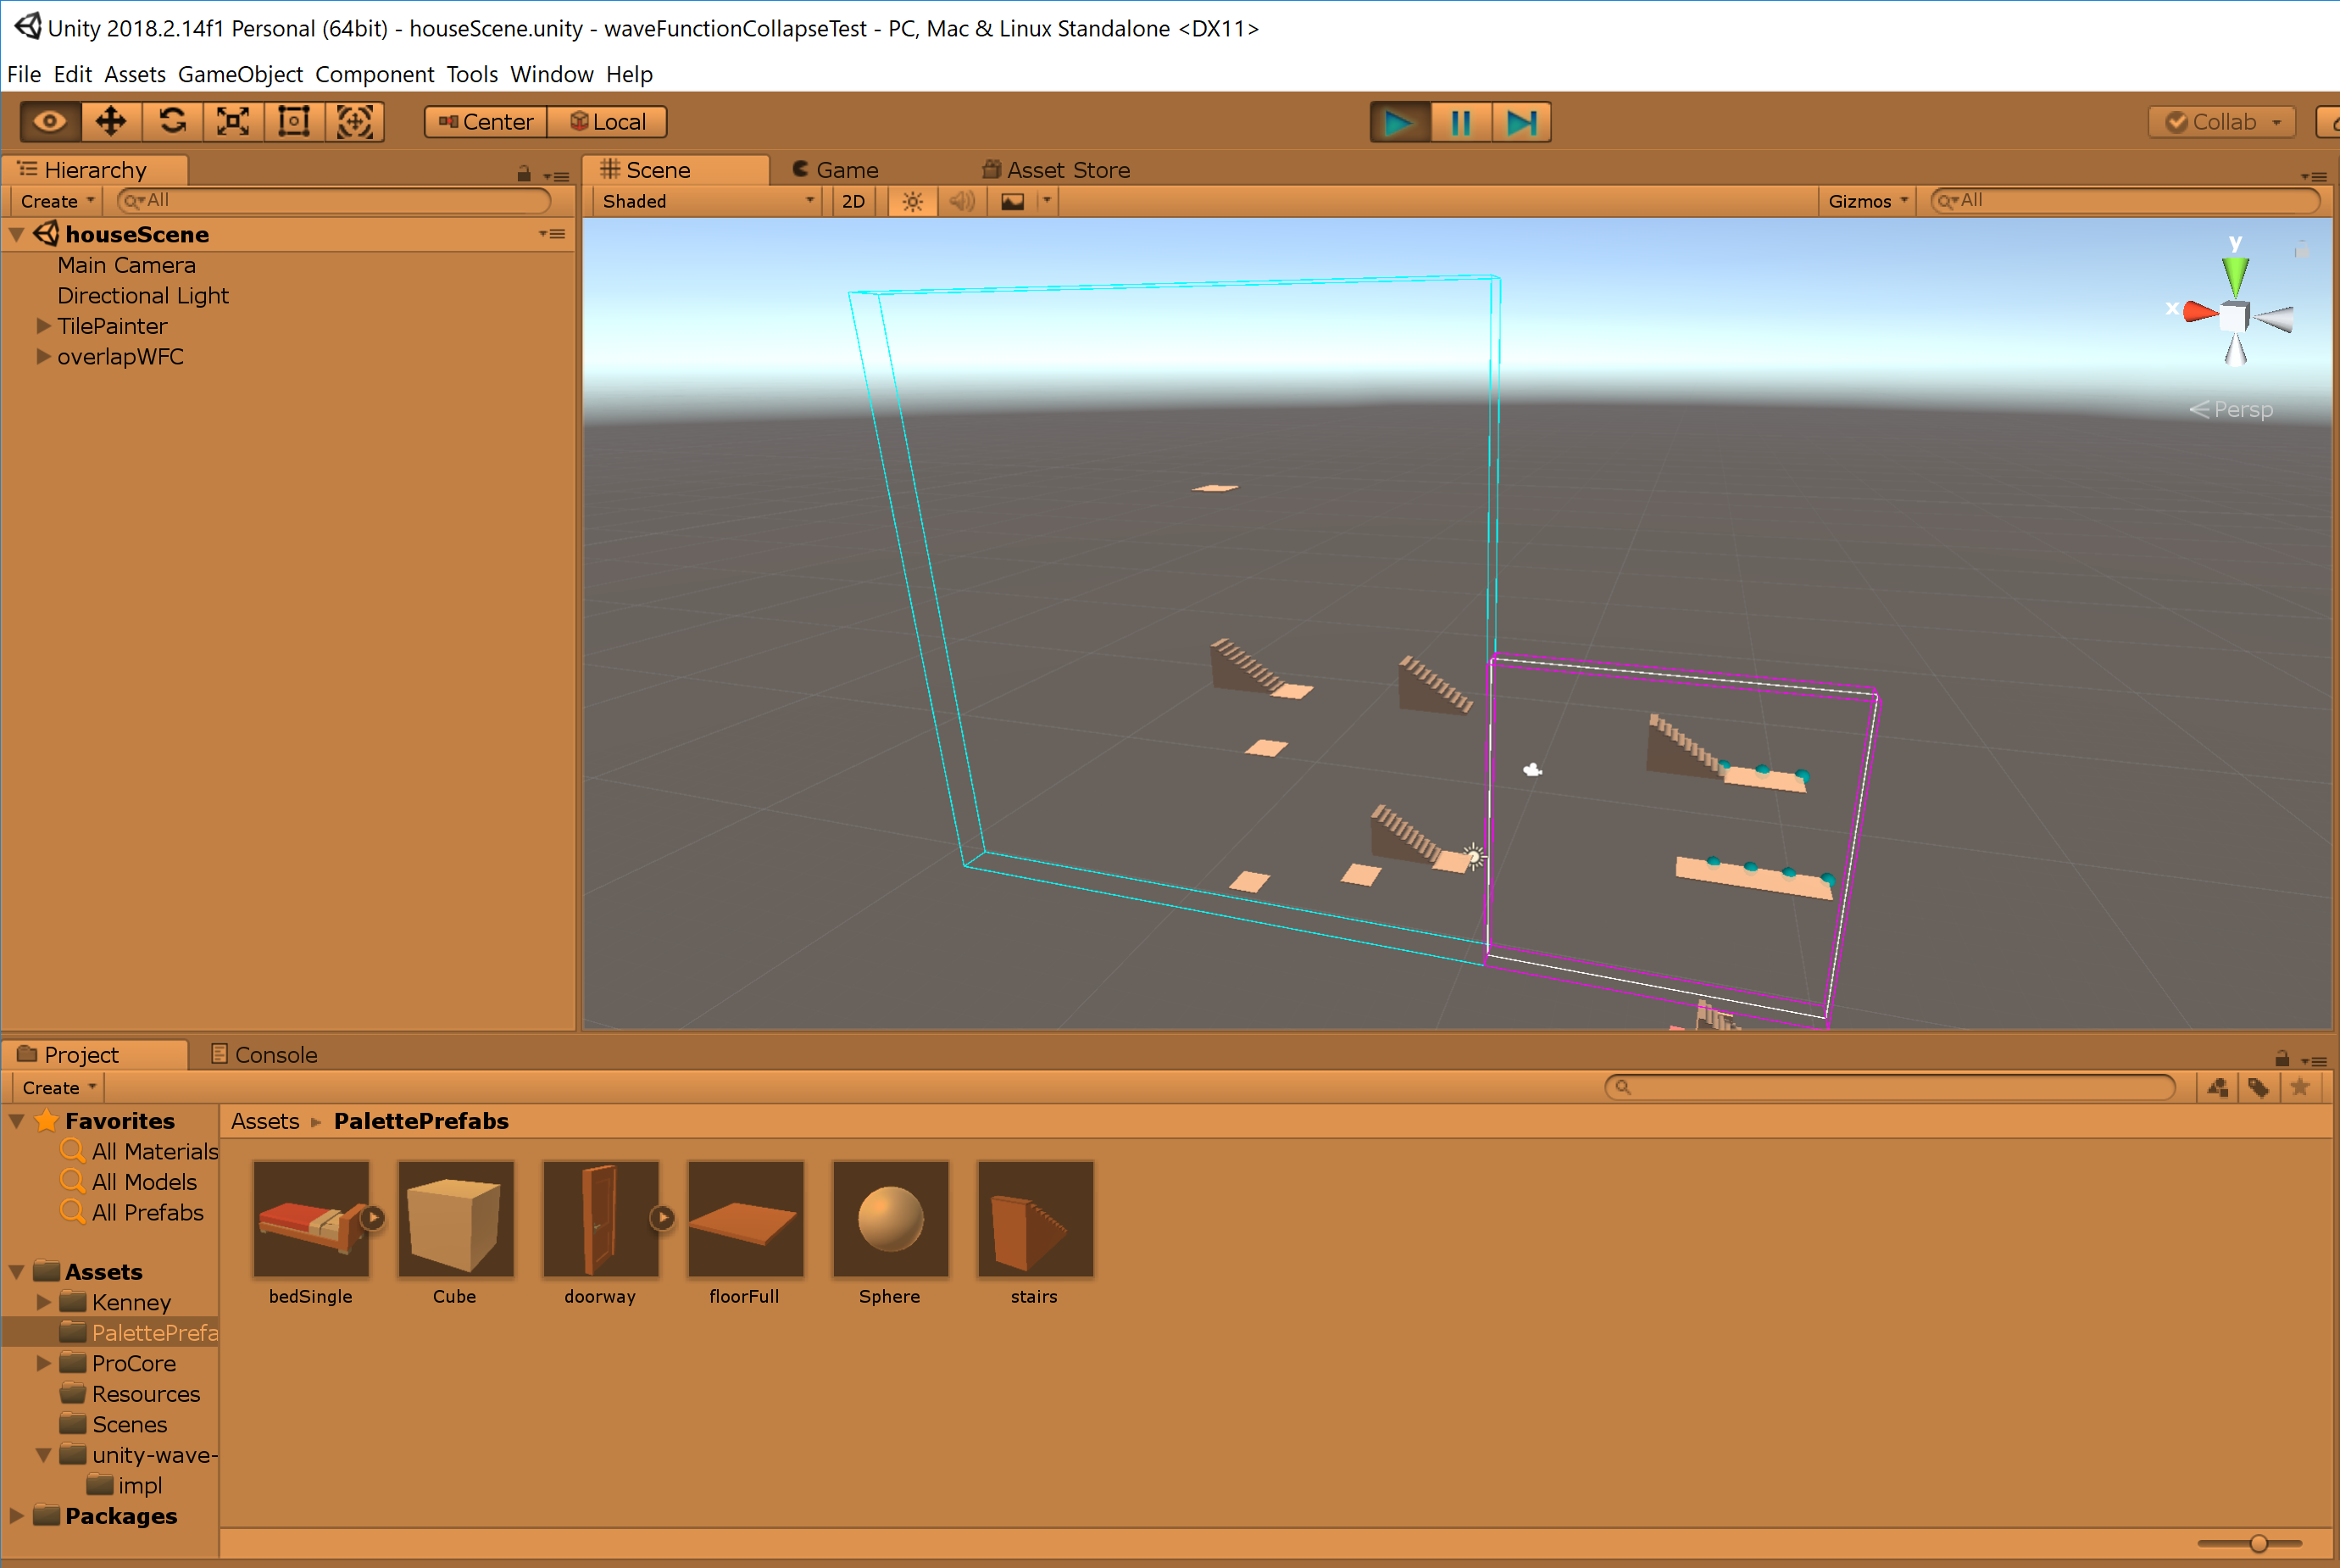 Unity 2018.2.14f1 Personal (64bit) - houseScene.unity - waveFunctionCollapseTest - PC, Mac & Linux Standalone <DX11>
File Edit Assets GameObject Component Tools Window Help
Center Local Collab
Hierarchy
Create All
houseScene
Main Camera
Directional Light
TilePainter
overlapWFC
Scene Game Asset Store
Shaded 2D Gizmos All
y
x
Persp
Project Console
Create
Favorites
All Materials
All Models
All Prefabs
Assets
Kenney
PalettePrefa
ProCore
Resources
Scenes
unity-wave-
impl
Packages
Assets PalettePrefabs
bedSingle Cube doorway floorFull Sphere stairs